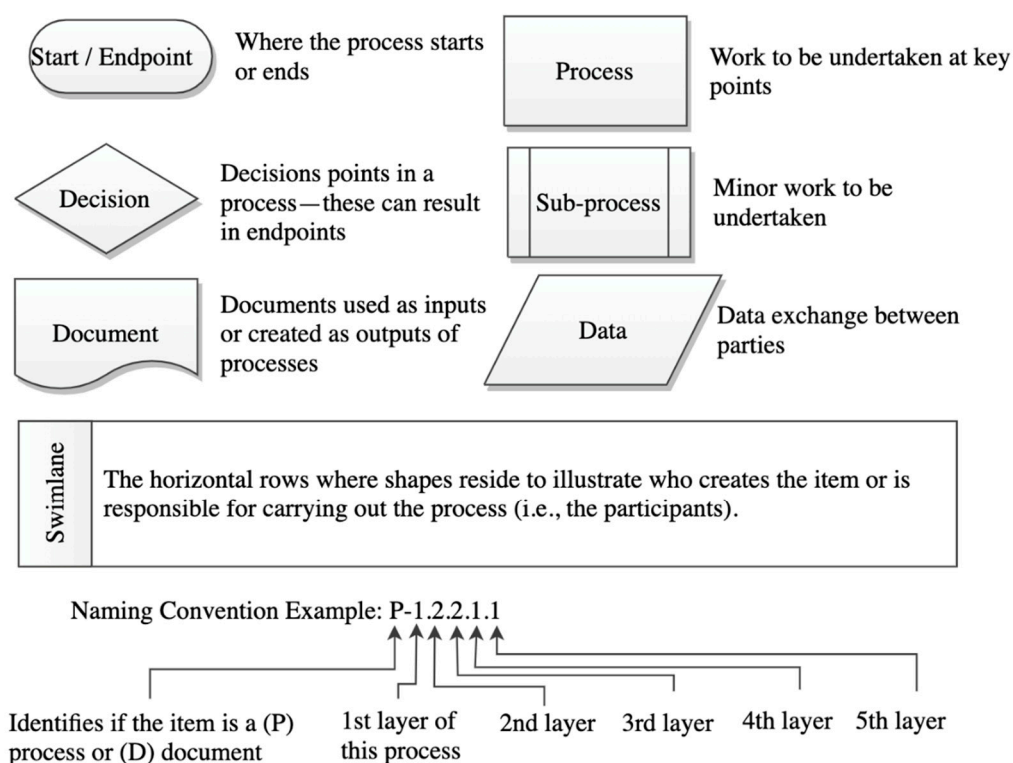 Start / Endpoint
Where the process starts
or ends
Process
Work to be undertaken at key
points
Decision
Decisions points in a
process—these can result
in endpoints
Sub-process
Minor work to be
undertaken
Document
Documents used as inputs
or created as outputs of
processes
Data
Data exchange between
parties
Swimlane
The horizontal rows where shapes reside to illustrate who creates the item or is
responsible for carrying out the process (i.e., the participants).
Naming Convention Example: P-1.2.2.1.1
Identifies if the item is a (P)
process or (D) document
1st layer of
this process
2nd layer
3rd layer
4th layer
5th layer